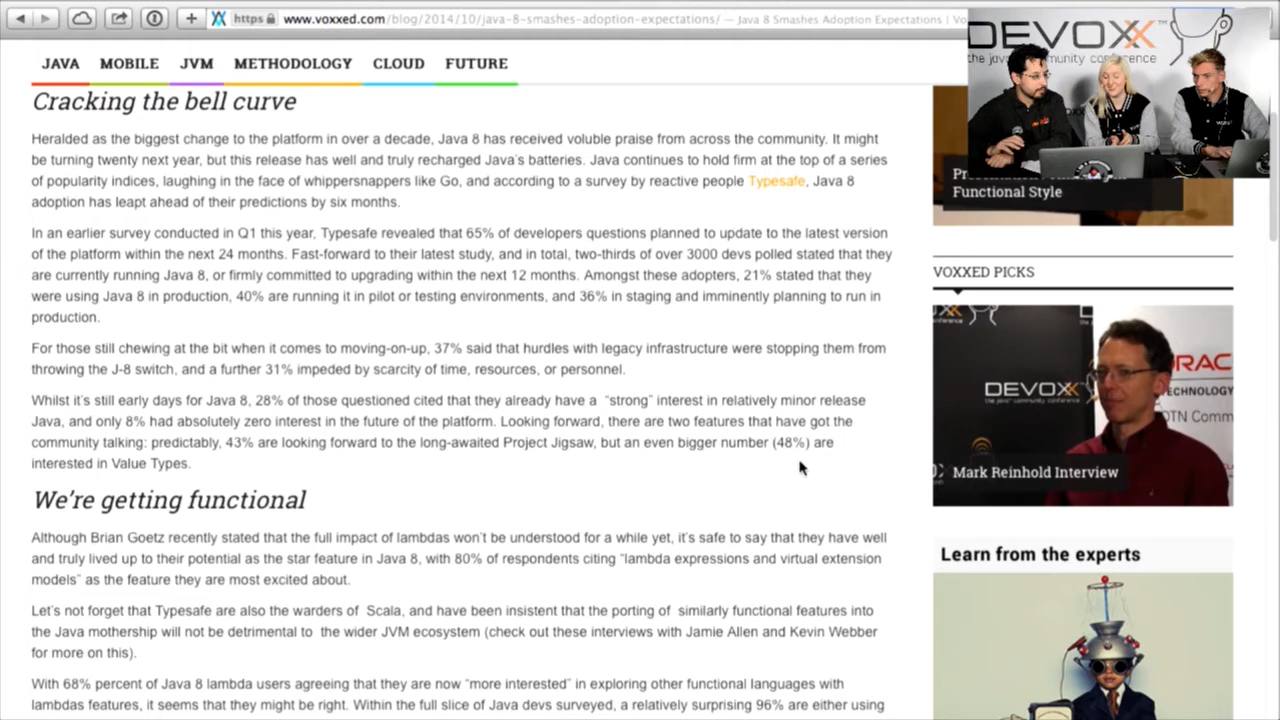 https www.voxxed.com/blog/2014/10/java-8-smashes-adoption-expectations/ — Java 8 Smashes Adoption Expectations | Vo
DEVOXX™
the java™ community conference
JAVA MOBILE JVM METHODOLOGY CLOUD FUTURE
Cracking the bell curve
Heralded as the biggest change to the platform in over a decade, Java 8 has received voluble praise from across the community. It might
be turning twenty next year, but this release has well and truly recharged Java's batteries. Java continues to hold firm at the top of a series
of popularity indices, laughing in the face of whippersnappers like Go, and according to a survey by reactive people Typesafe, Java 8
adoption has leapt ahead of their predictions by six months.
In an earlier survey conducted in Q1 this year, Typesafe revealed that 65% of developers questions planned to update to the latest version
of the platform within the next 24 months. Fast-forward to their latest study, and in total, two-thirds of over 3000 devs polled stated that they
are currently running Java 8, or firmly committed to upgrading within the next 12 months. Amongst these adopters, 21% stated that they
were using Java 8 in production, 40% are running it in pilot or testing environments, and 36% in staging and imminently planning to run in
production.
For those still chewing at the bit when it comes to moving-on-up, 37% said that hurdles with legacy infrastructure were stopping them from
throwing the J-8 switch, and a further 31% impeded by scarcity of time, resources, or personnel.
Whilst it's still early days for Java 8, 28% of those questioned cited that they already have a "strong" interest in relatively minor release
Java, and only 8% had absolutely zero interest in the future of the platform. Looking forward, there are two features that have got the
community talking: predictably, 43% are looking forward to the long-awaited Project Jigsaw, but an even bigger number (48%) are
interested in Value Types.
We're getting functional
Although Brian Goetz recently stated that the full impact of lambdas won't be understood for a while yet, it's safe to say that they have well
and truly lived up to their potential as the star feature in Java 8, with 80% of respondents citing "lambda expressions and virtual extension
models" as the feature they are most excited about.
Let's not forget that Typesafe are also the warders of Scala, and have been insistent that the porting of similarly functional features into
the Java mothership will not be detrimental to the wider JVM ecosystem (check out these interviews with Jamie Allen and Kevin Webber
for more on this).
With 68% percent of Java 8 lambda users agreeing that they are now "more interested" in exploring other functional languages with
lambdas features, it seems that they might be right. Within the full slice of Java devs surveyed, a relatively surprising 96% are either using
Functional Style
VOXXED PICKS
DEVOXX
ORAC
TECHNOLOGY
OTN Comm
Mark Reinhold Interview
Learn from the experts